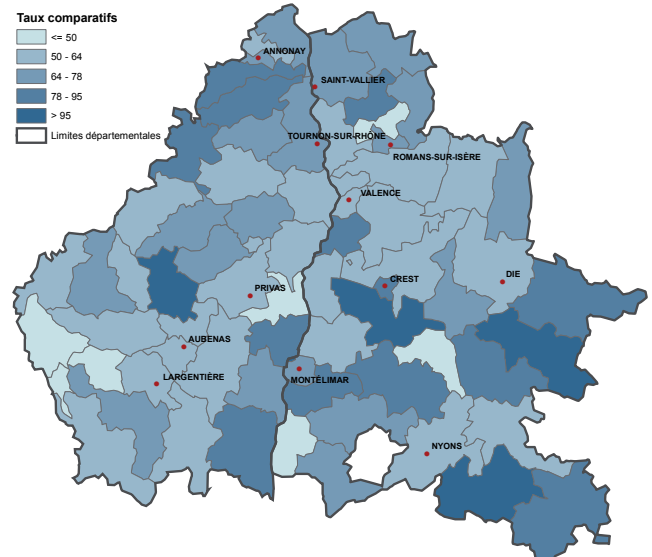 Taux comparatifs
<= 50
50 - 64
64 - 78
78 - 95
> 95
Limites départementales
ANNONAY
SAINT-VALLIER
TOURNON-SUR-RHÔNE
ROMANS-SUR-ISÈRE
VALENCE
DIE
CREST
PRIVAS
AUBENAS
MONTÉLIMAR
LARGENTIÈRE
NYONS